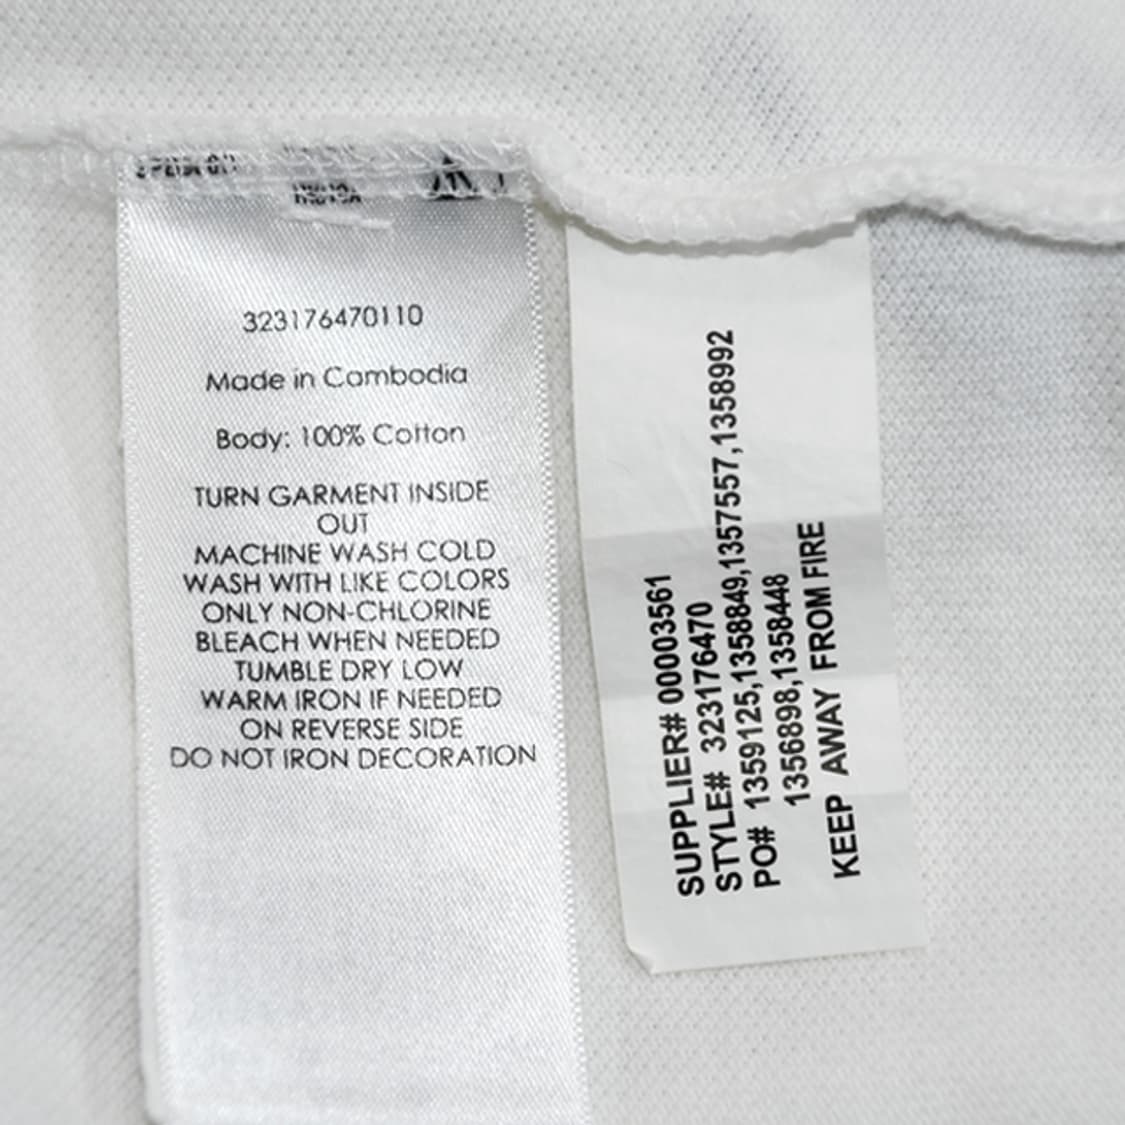 323176470110
Made in Cambodia
Body: 100% Cotton
TURN GARMENT INSIDE
OUT
MACHINE WASH COLD
WASH WITH LIKE COLORS
ONLY NON-CHLORINE
BLEACH WHEN NEEDED
TUMBLE DRY LOW
WARM IRON IF NEEDED
ON REVERSE SIDE
DO NOT IRON DECORATION
SUPPLIER# 00003561
STYLE# 323176470
PO# 1359125,1358849,1357557,1358992
1356898,1358448
KEEP AWAY FROM FIRE